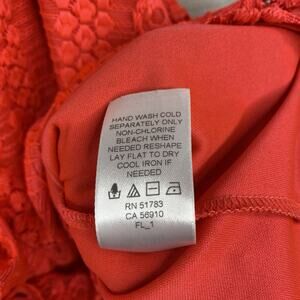 HAND WASH COLD
SEPARATELY ONLY
NON-CHLORINE
BLEACH WHEN
NEEDED RESHAPE
LAY FLAT TO DRY
COOL IRON IF
NEEDED
RN 51783
CA 56910
FL_1